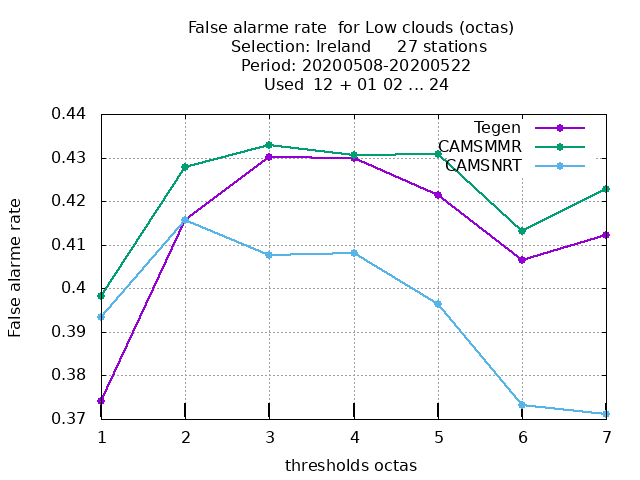 False alarme rate  for Low clouds (octas)
Selection: Ireland     27 stations
Period: 20200508-20200522
Used  12 + 01 02 ... 24
Tegen
CAMSMMR
CAMSNRT
False alarme rate
0.44
0.43
0.42
0.41
0.4
0.39
0.38
0.37
1 2 3 4 5 6 7
thresholds octas